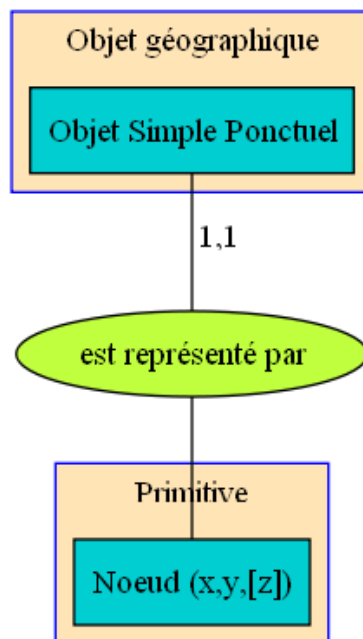 Objet géographique
Objet Simple Ponctuel
1,1
est représenté par
Primitive
Noeud (x,y,[z])